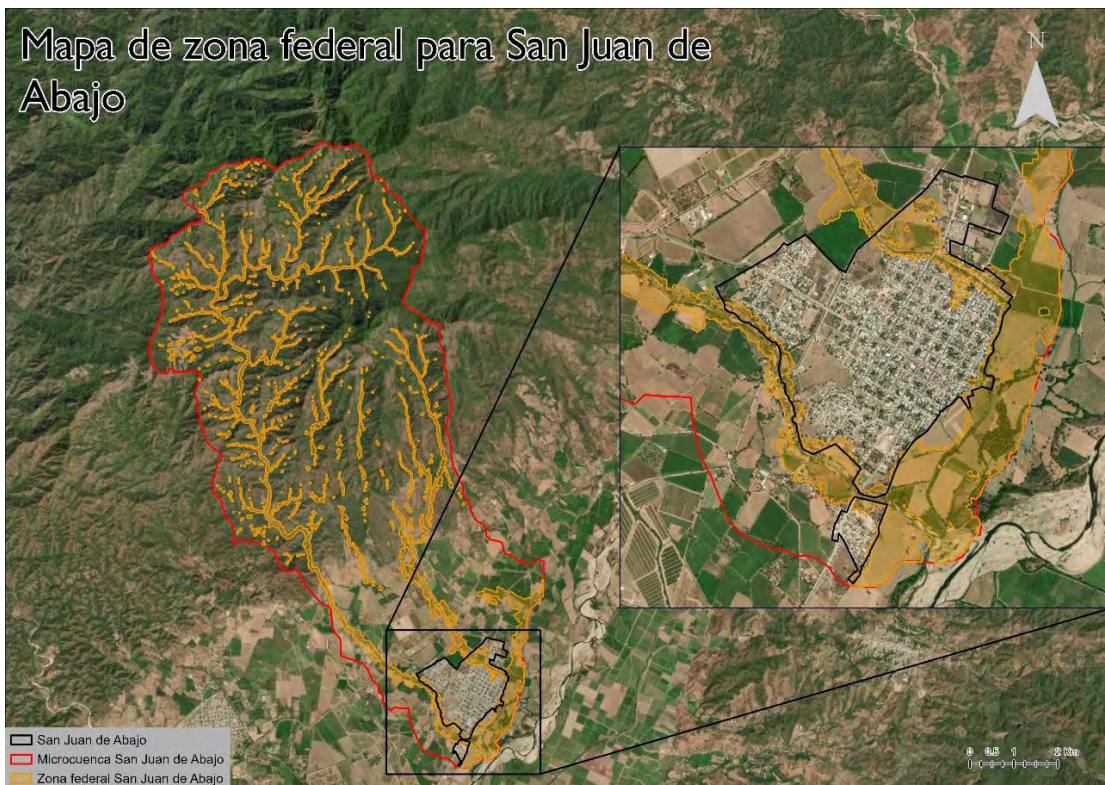 Mapa de zona federal para San Juan de
Abajo
N
San Juan de Abajo
Microcuenca San Juan de Abajo
Zona federal San Juan de Abajo
0 0.5 1 2 Km